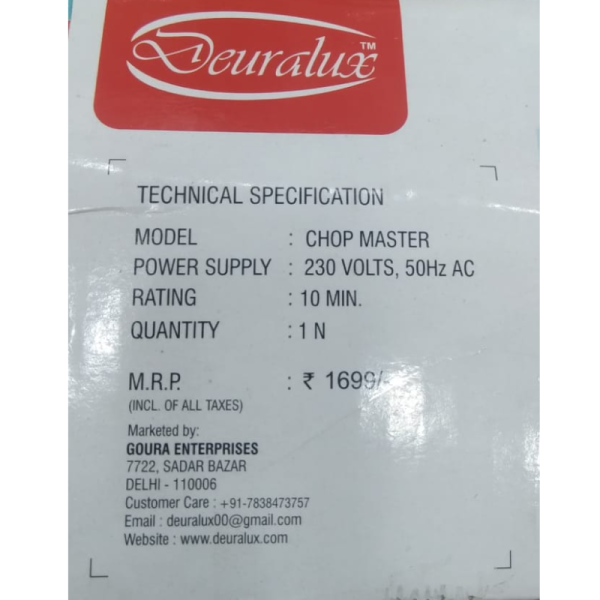 Deuralux™
TECHNICAL SPECIFICATION
MODEL : CHOP MASTER
POWER SUPPLY : 230 VOLTS, 50Hz AC
RATING : 10 MIN.
QUANTITY : 1 N
M.R.P. : ₹ 1699/-
(INCL. OF ALL TAXES)
Marketed by:
GOURA ENTERPRISES
7722, SADAR BAZAR
DELHI - 110006
Customer Care : +91-7838473757
Email : deuralux00@gmail.com
Website : www.deuralux.com